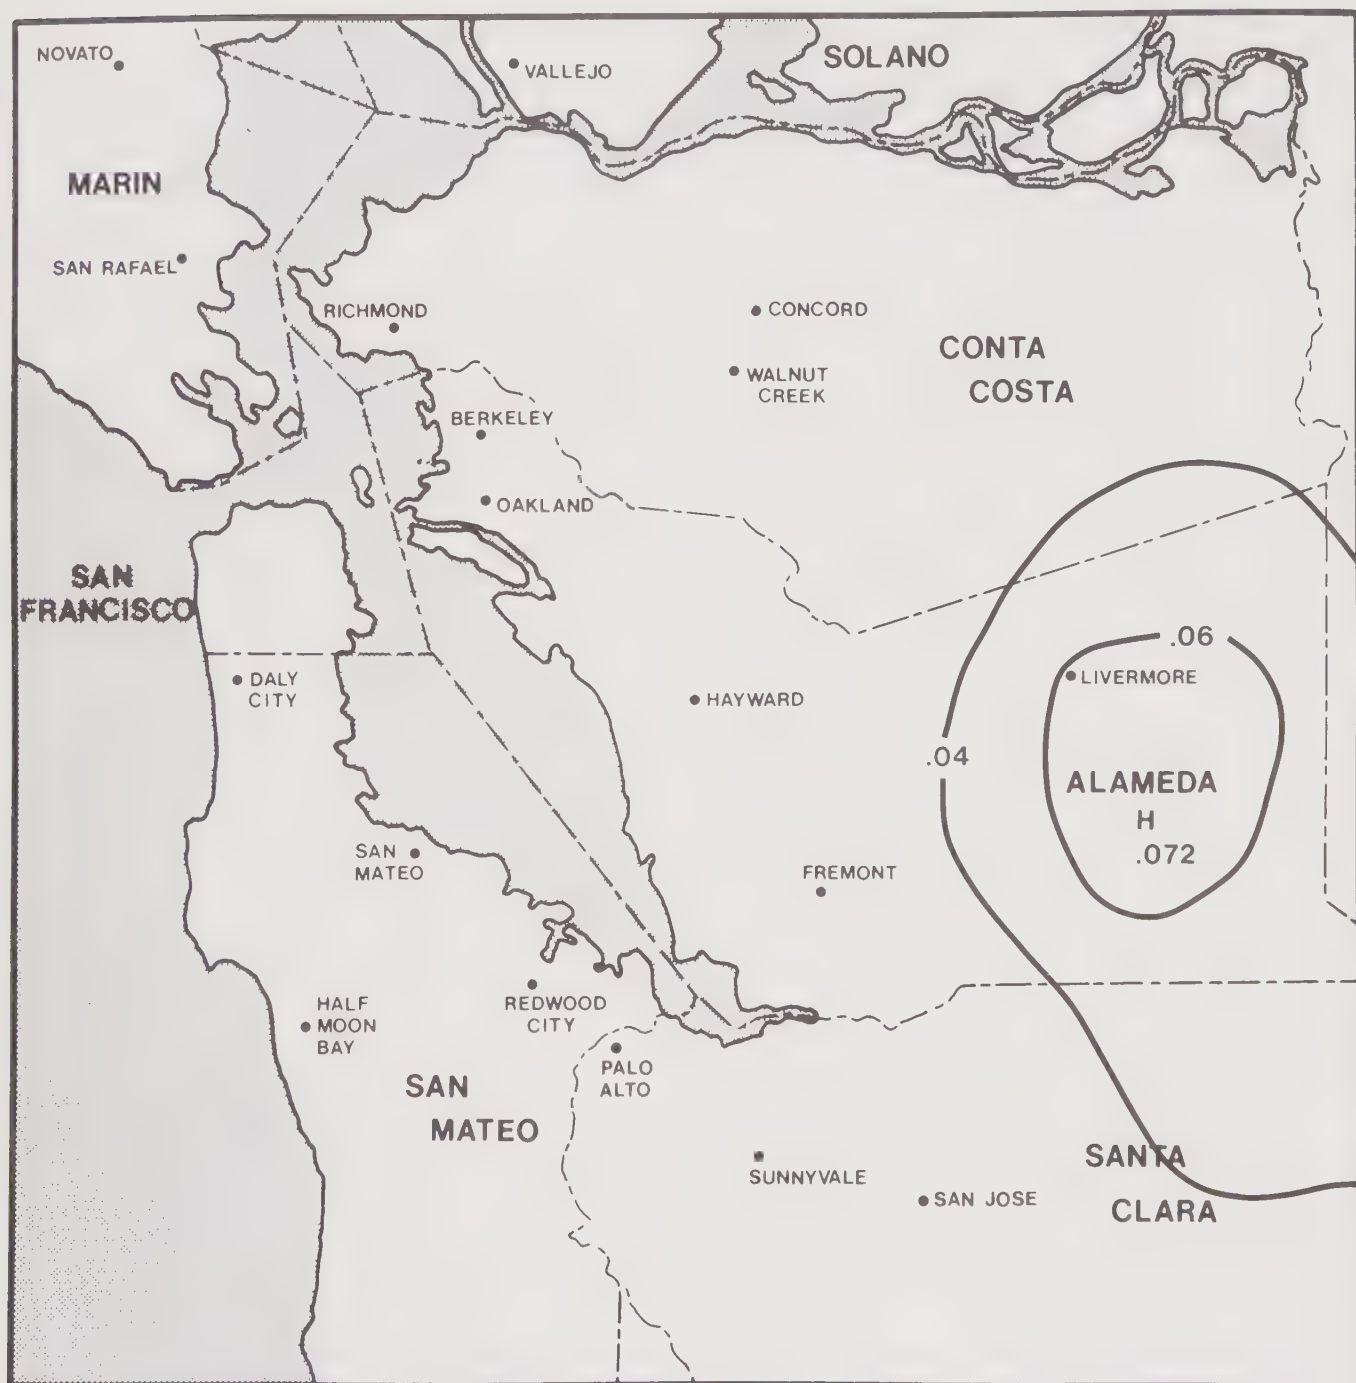 NOVATO
VALLEJO
SOLANO
MARIN
SAN RAFAEL
RICHMOND
CONCORD
CONTA
COSTA
WALNUT
CREEK
BERKELEY
OAKLAND
SAN
FRANCISCO
.06
LIVERMORE
DALY
CITY
HAYWARD
.04
ALAMEDA
H
.072
SAN
MATEO
FREMONT
HALF
MOON
BAY
REDWOOD
CITY
PALO
ALTO
SAN
MATEO
SANTA
CLARA
SUNNYVALE
SAN JOSE